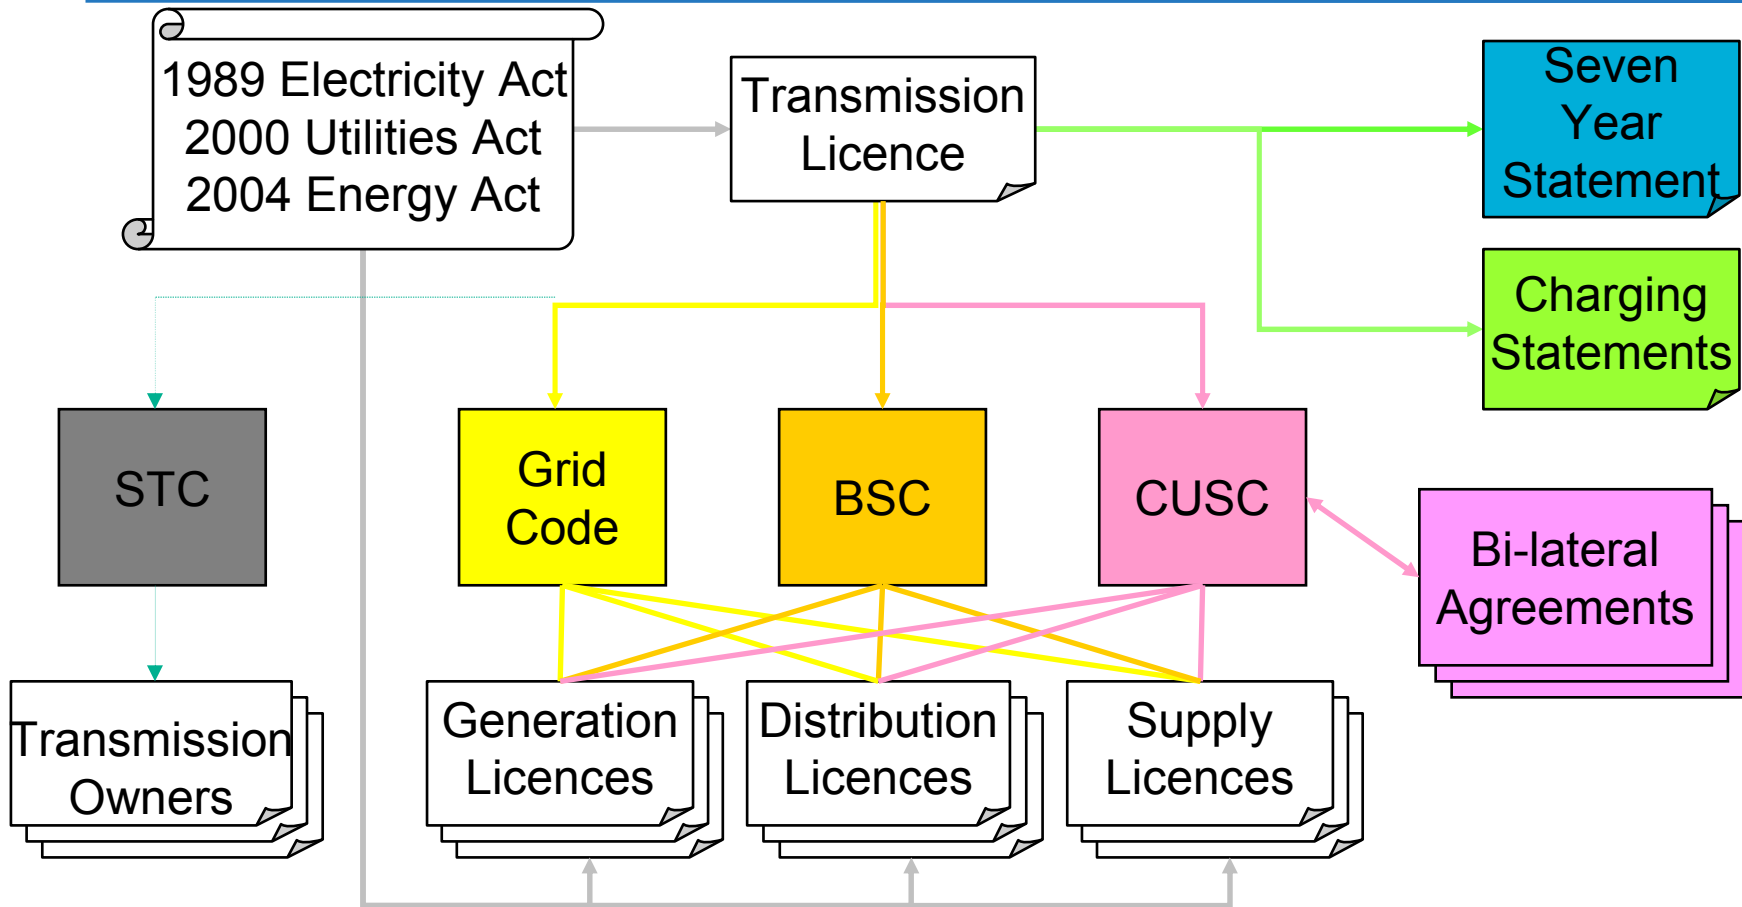 1989 Electricity Act
2000 Utilities Act
2004 Energy Act
Transmission
Licence
Seven
Year
Statement
Charging
Statements
STC
Grid
Code
BSC
CUSC
Bi-lateral
Agreements
Transmission
Owners
Generation
Licences
Distribution
Licences
Supply
Licences